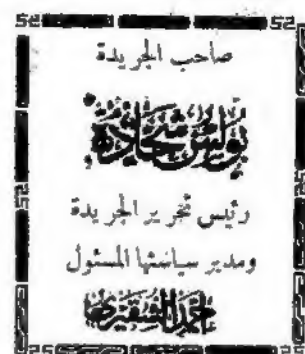 صاحب الجريدة
بولس شحادة
رئيس تحرير الجريدة
ومدير سياستها المسئول
احمد الشقيري